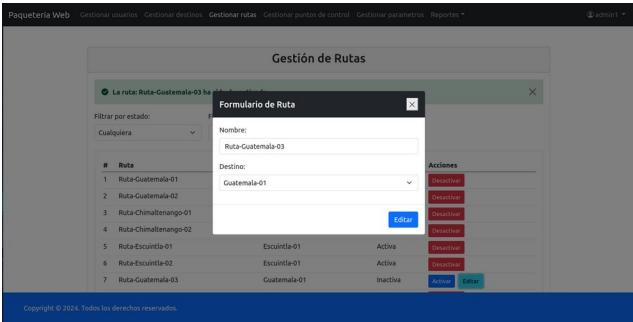 Paquetería Web Gestionar usuarios Gestionar destinos Gestionar rutas Gestionar puntos de control Gestionar parametros Reportes admin1
Gestión de Rutas
La ruta: Ruta-Guatemala-03 ha
Formulario de Ruta
Filtrar por estado:
Cualquiera
Nombre:
Ruta-Guatemala-03
Destino:
Guatemala-01
Editar
# Ruta Acciones
1 Ruta-Guatemala-01 Desactivar
2 Ruta-Guatemala-02 Desactivar
3 Ruta-Chimaltenango-01 Desactivar
4 Ruta-Chimaltenango-02 Desactivar
5 Ruta-Escuintla-01 Escuintla-01 Activa Desactivar
6 Ruta-Escuintla-02 Escuintla-01 Activa Desactivar
7 Ruta-Guatemala-03 Guatemala-01 Inactiva Activar Editar
Copyright © 2024. Todos los derechos reservados.